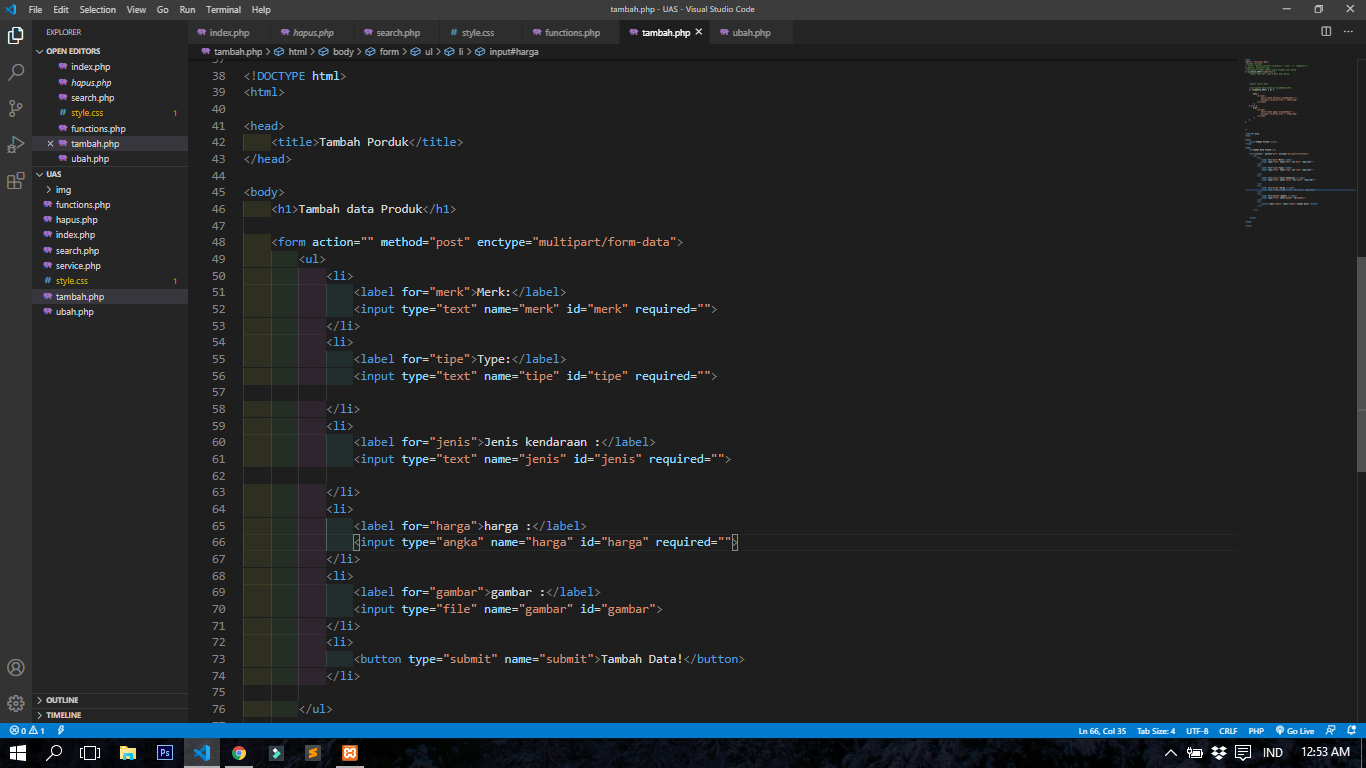 File Edit Selection View Go Run Terminal Help
tambah.php - UAS - Visual Studio Code
EXPLORER
OPEN EDITORS
index.php
hapus.php
search.php
style.css 1
functions.php
tambah.php
ubah.php
UAS
img
functions.php
hapus.php
index.php
search.php
service.php
style.css 1
tambah.php
ubah.php
OUTLINE
TIMELINE
index.php hapus.php search.php style.css functions.php tambah.php ubah.php
tambah.php > html > body > form > ul > li > input#harga
37
38 <!DOCTYPE html>
39 <html>
40
41 <head>
42 <title>Tambah Porduk</title>
43 </head>
44
45 <body>
46 <h1>Tambah data Produk</h1>
47
48 <form action="" method="post" enctype="multipart/form-data">
49 <ul>
50 <li>
51 <label for="merk">Merk:</label>
52 <input type="text" name="merk" id="merk" required="">
53 </li>
54 <li>
55 <label for="tipe">Type:</label>
56 <input type="text" name="tipe" id="tipe" required="">
57
58 </li>
59 <li>
60 <label for="jenis">Jenis kendaraan :</label>
61 <input type="text" name="jenis" id="jenis" required="">
62
63 </li>
64 <li>
65 <label for="harga">harga :</label>
66 <input type="angka" name="harga" id="harga" required="">
67 </li>
68 <li>
69 <label for="gambar">gambar :</label>
70 <input type="file" name="gambar" id="gambar">
71 </li>
72 <li>
73 <button type="submit" name="submit">Tambah Data!</button>
74 </li>
75
76 </ul>
0 1
Ln 66, Col 35 Tab Size: 4 UTF-8 CRLF PHP Go Live
Ps
IND 12:53 AM